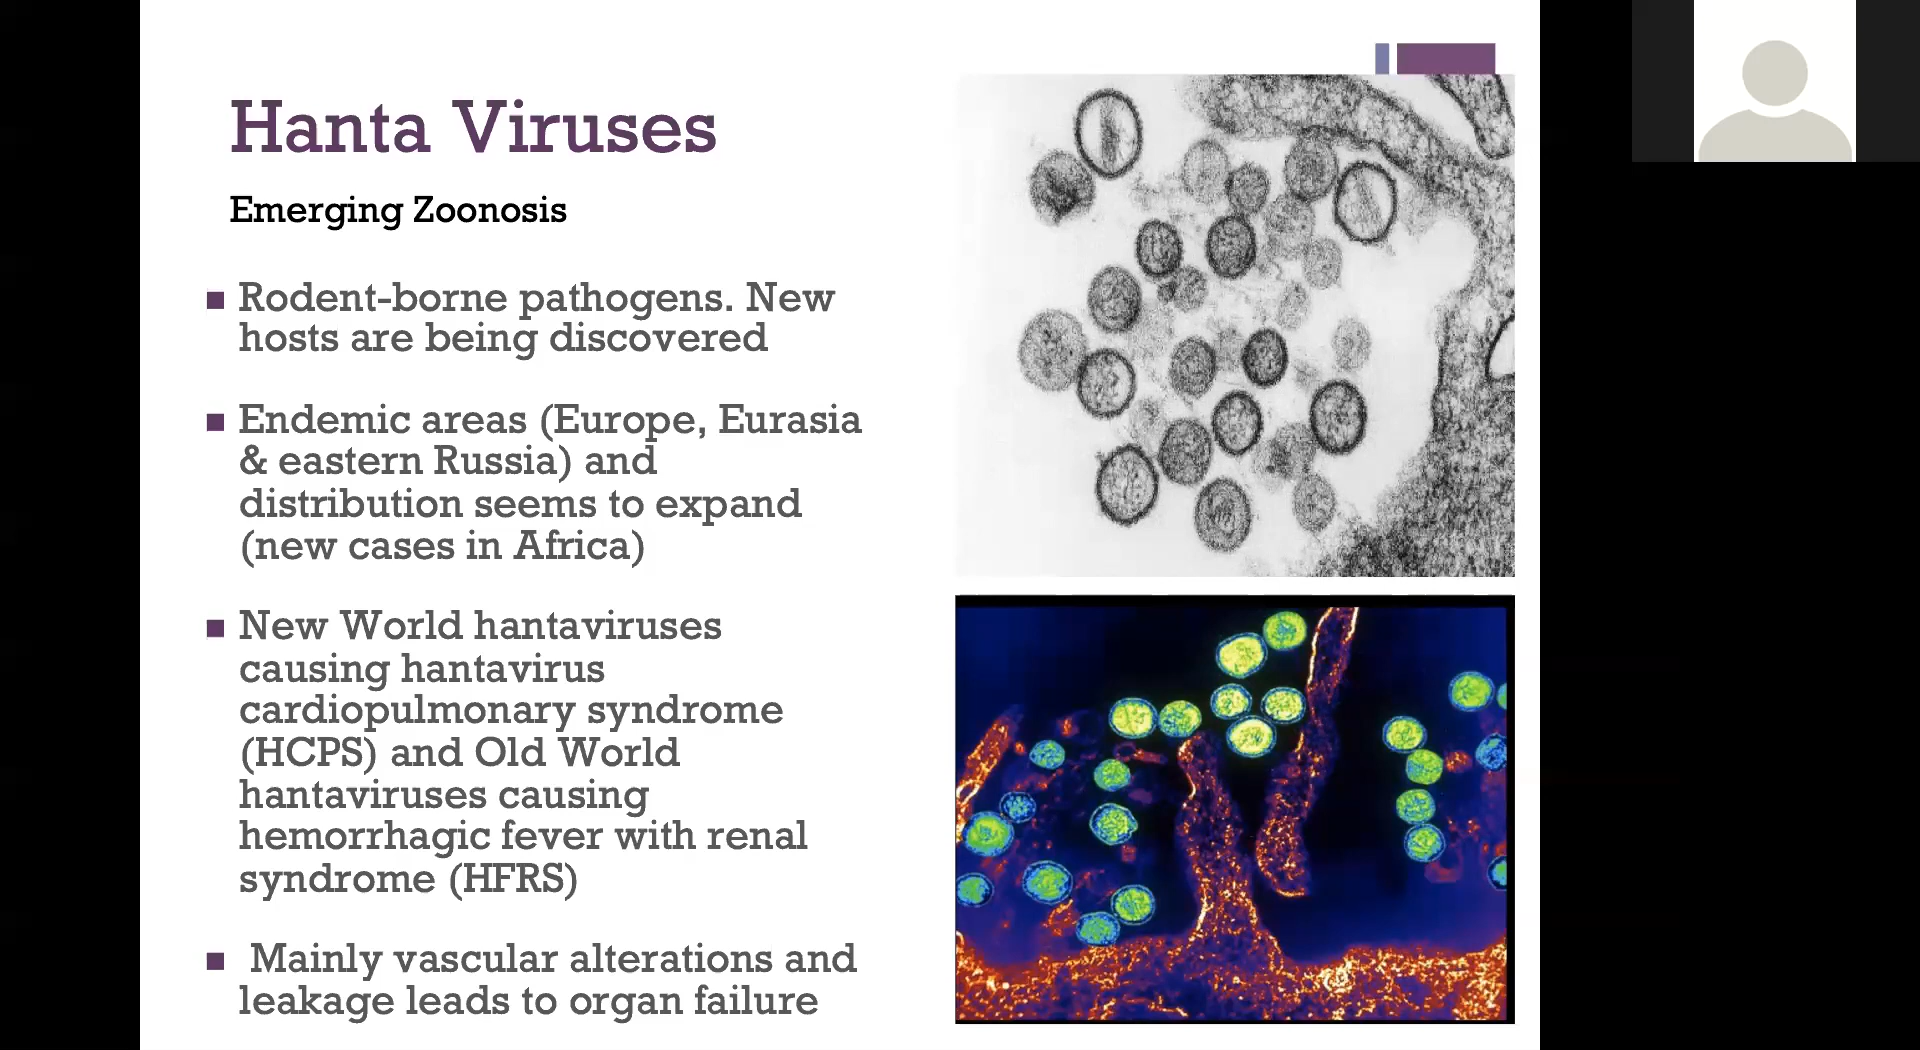 Hanta Viruses
Emerging Zoonosis
Rodent-borne pathogens. New
hosts are being discovered
Endemic areas (Europe, Eurasia
& eastern Russia) and
distribution seems to expand
(new cases in Africa)
New World hantaviruses
causing hantavirus
cardiopulmonary syndrome
(HCPS) and Old World
hantaviruses causing
hemorrhagic fever with renal
syndrome (HFRS)
Mainly vascular alterations and
leakage leads to organ failure